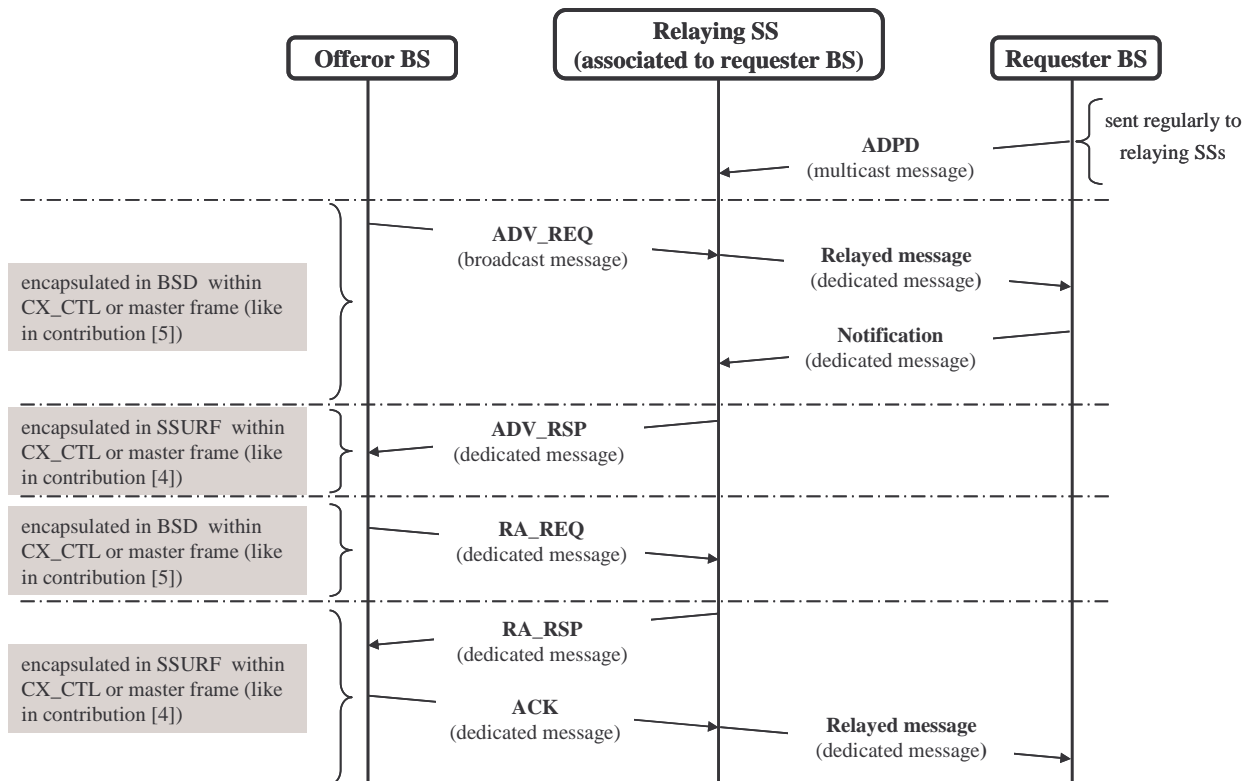 Relaying SS
(associated to requester BS)
Offeror BS
Requester BS
sent regularly to
relaying SSs
ADPD
(multicast message)
ADV_REQ
(broadcast message)
Relayed message
(dedicated message)
encapsulated in BSD within
CX_CTL or master frame (like
in contribution [5])
Notification
(dedicated message)
encapsulated in SSURF within
CX_CTL or master frame (like
in contribution [4])
ADV_RSP
(dedicated message)
encapsulated in BSD within
CX_CTL or master frame (like
in contribution [5])
RA_REQ
(dedicated message)
RA_RSP
(dedicated message)
encapsulated in SSURF within
CX_CTL or master frame (like
in contribution [4])
ACK
(dedicated message)
Relayed message
(dedicated message)